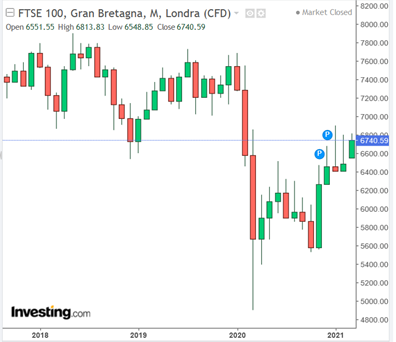 FTSE 100, Gran Bretagna, M, Londra (CFD)
Market Closed
Open 6551.55 High 6813.83 Low 6548.85 Close 6740.59
8200.00
8000.00
7800.00
7600.00
7400.00
7200.00
7000.00
6800.00
6740.59
6600.00
6400.00
6200.00
6000.00
5800.00
5600.00
5400.00
5200.00
5000.00
4800.00
P
P
Investing.com
2018 2019 2020 2021